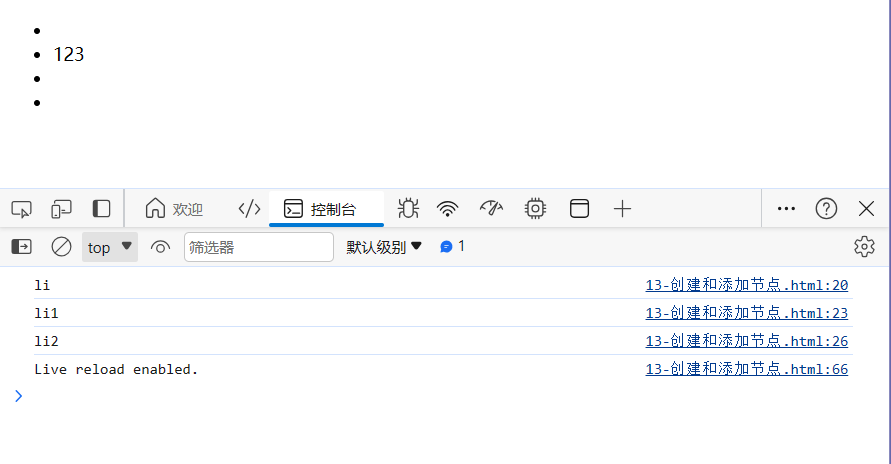 123
欢迎
控制台
top
筛选器
默认级别
1
li 13-创建和添加节点.html:20
li1 13-创建和添加节点.html:23
li2 13-创建和添加节点.html:26
Live reload enabled. 13-创建和添加节点.html:66